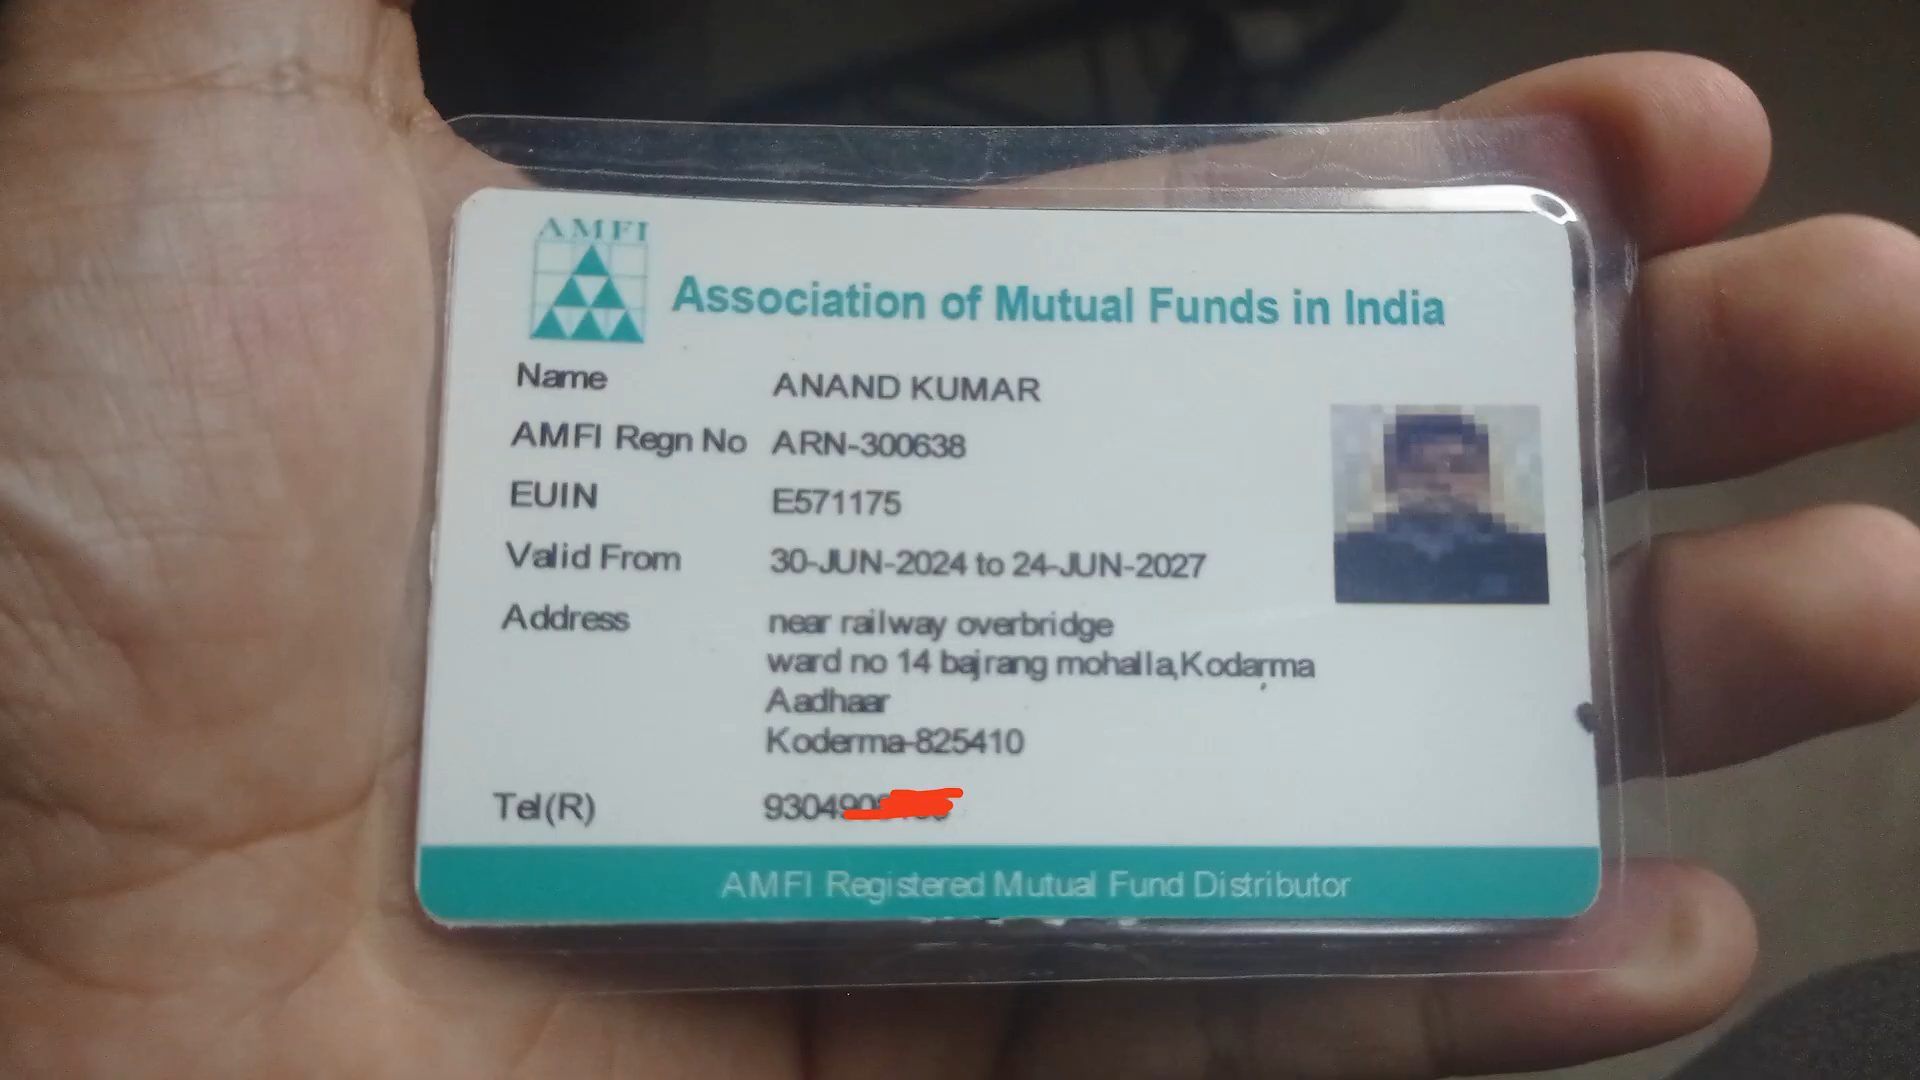 AMFI
Association of Mutual Funds in India
Name ANAND KUMAR
AMFI Regn No ARN-300638
EUIN E571175
Valid From 30-JUN-2024 to 24-JUN-2027
Address near railway overbridge
ward no 14 bajrang mohalla,Kodarma
Aadhaar
Koderma-825410
Tel(R)
AMFI Registered Mutual Fund Distributor